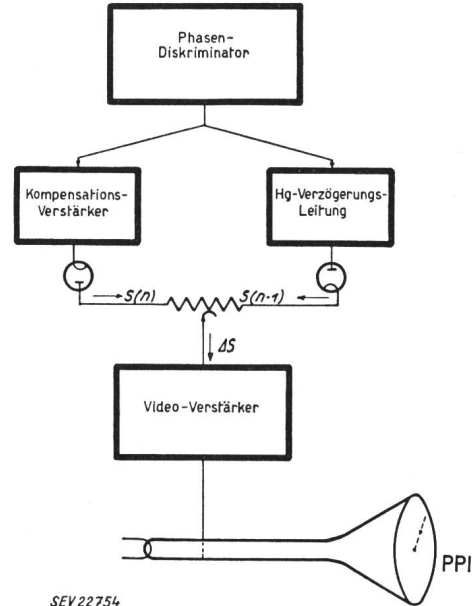 Phasen-
Diskriminator
Kompensations-
Verstärker
Hg-Verzögerungs-
Leitung
S(n)
S(n-1)
ΔS
Video-Verstärker
PPI
SEV 22754